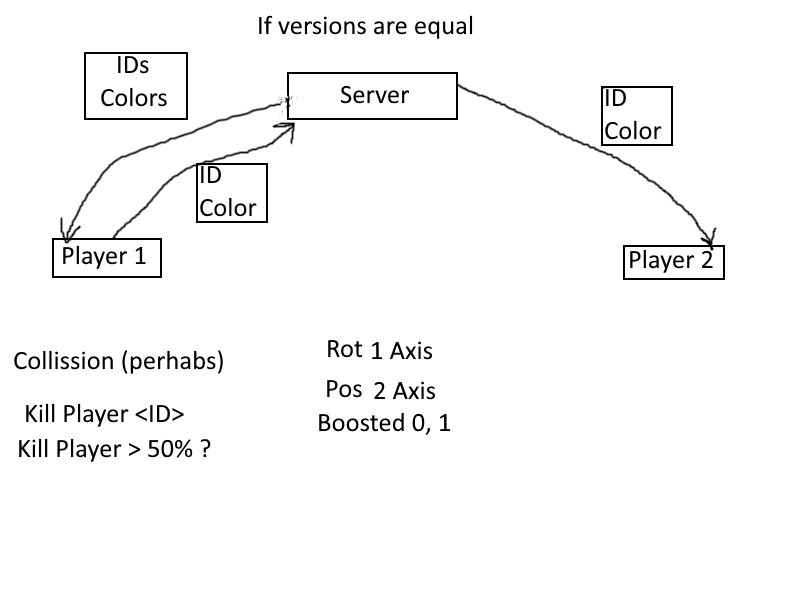 If versions are equal
IDs
Colors
Server
ID
Color
ID
Color
Player 1
Player 2
Collission (perhabs)
Kill Player <ID>
Kill Player > 50% ?
Rot 1 Axis
Pos 2 Axis
Boosted 0, 1